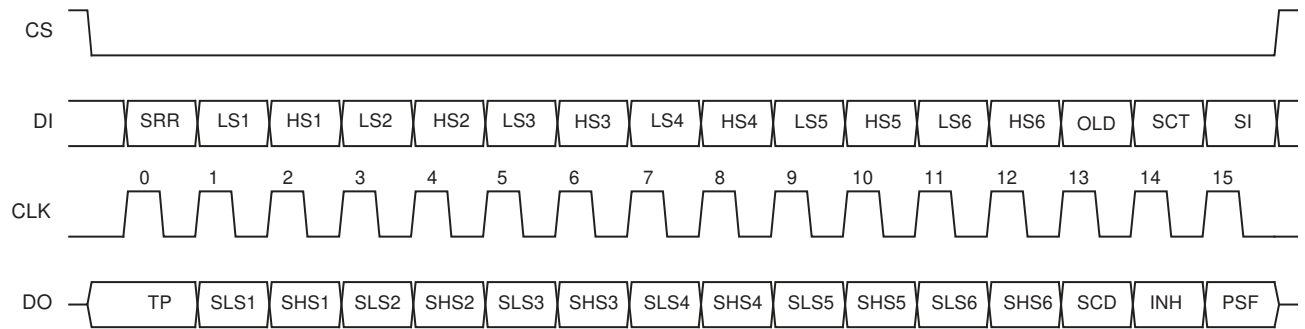 CS
DI SRR LS1 HS1 LS2 HS2 LS3 HS3 LS4 HS4 LS5 HS5 LS6 HS6 OLD SCT SI
0 1 2 3 4 5 6 7 8 9 10 11 12 13 14 15
CLK
DO TP SLS1 SHS1 SLS2 SHS2 SLS3 SHS3 SLS4 SHS4 SLS5 SHS5 SLS6 SHS6 SCD INH PSF